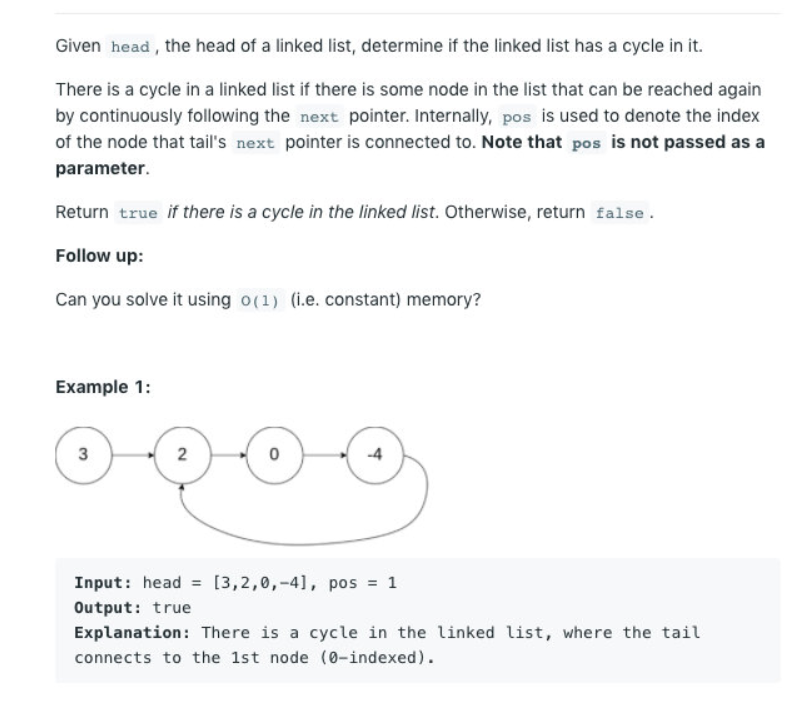 Given head , the head of a linked list, determine if the linked list has a cycle in it.
There is a cycle in a linked list if there is some node in the list that can be reached again
by continuously following the next pointer. Internally, pos is used to denote the index
of the node that tail's next pointer is connected to. Note that pos is not passed as a
parameter.
Return true if there is a cycle in the linked list. Otherwise, return false .
Follow up:
Can you solve it using O(1) (i.e. constant) memory?
Example 1:
3 2 0 -4
Input: head = [3,2,0,-4], pos = 1
Output: true
Explanation: There is a cycle in the linked list, where the tail
connects to the 1st node (0-indexed).